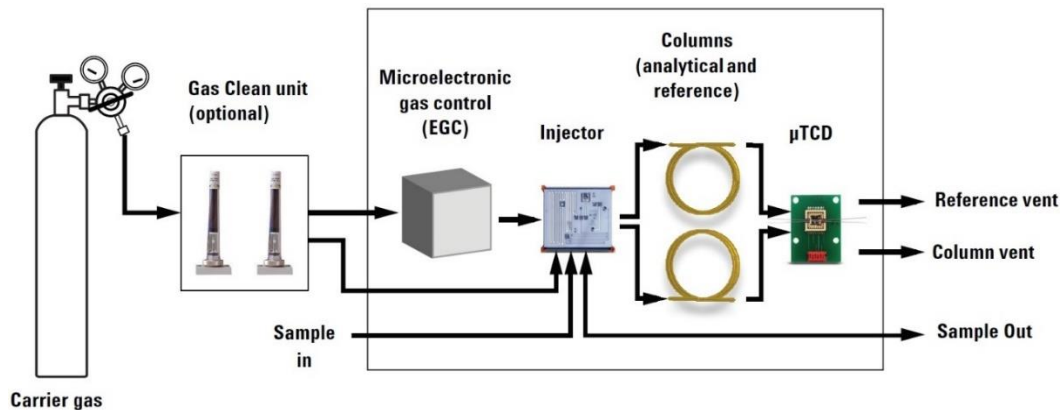 Gas Clean unit
(optional)
Microelectronic
gas control
(EGC)
Injector
Columns
(analytical and
reference)
µTCD
Reference vent
Column vent
Sample
in
Sample Out
Carrier gas